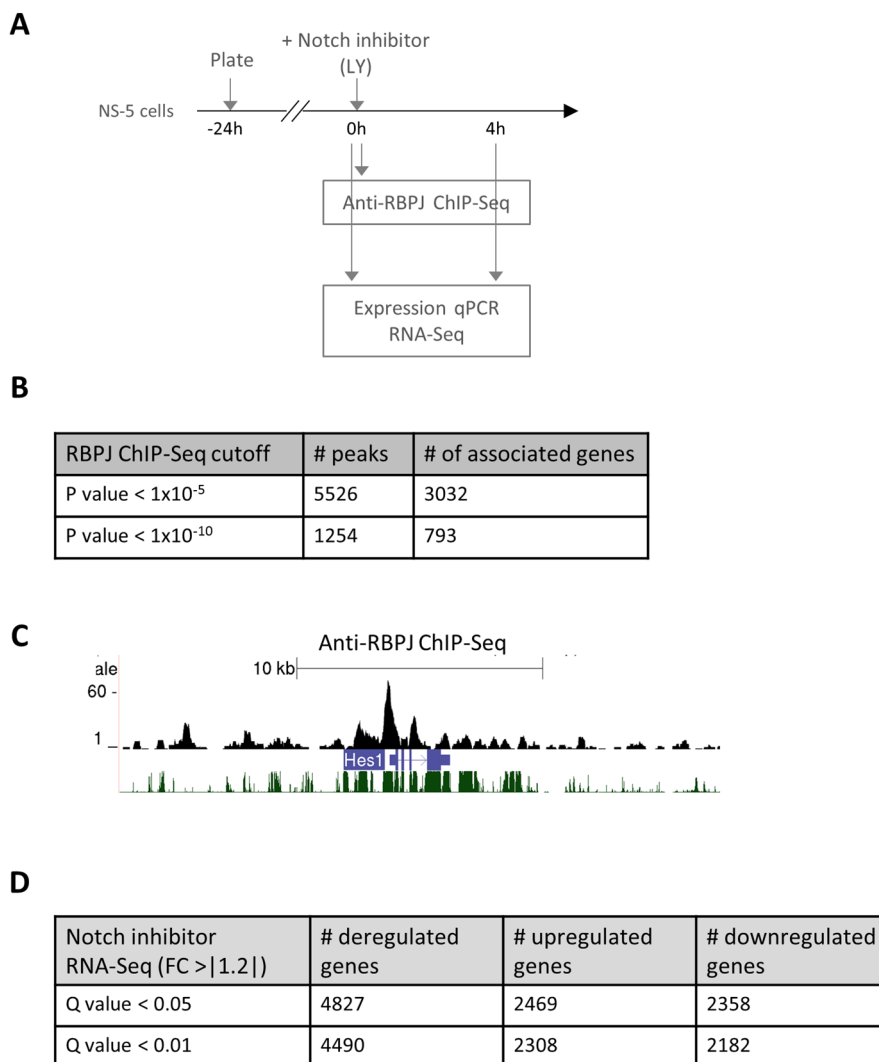 A
+ Notch inhibitor
Plate
(LY)
NS-5 cells
-24h
0h
4h
Anti-RBPJ ChIP-Seq
Expression qPCR
RNA-Seq
B
RBPJ ChIP-Seq cutoff # peaks # of associated genes
P value < 1x10⁻⁵ 5526 3032
P value < 1x10⁻¹⁰ 1254 793
C
Anti-RBPJ ChIP-Seq
ale
10 kb
60 -
1 _
Hes1
D
Notch inhibitor # deregulated # upregulated # downregulated
RNA-Seq (FC >|1.2|) genes genes genes
Q value < 0.05 4827 2469 2358
Q value < 0.01 4490 2308 2182